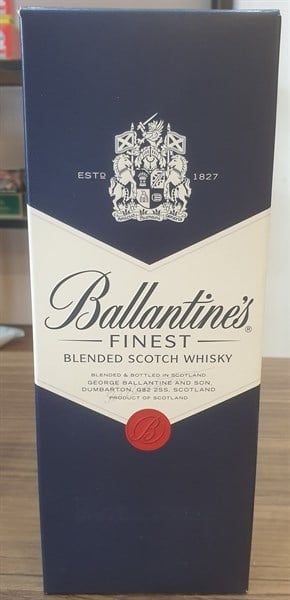 ESTD 1827
Ballantine's®
FINEST
BLENDED SCOTCH WHISKY
BLENDED & BOTTLED IN SCOTLAND
GEORGE BALLANTINE AND SON,
DUMBARTON, G82 2SS, SCOTLAND
PRODUCT OF SCOTLAND
B